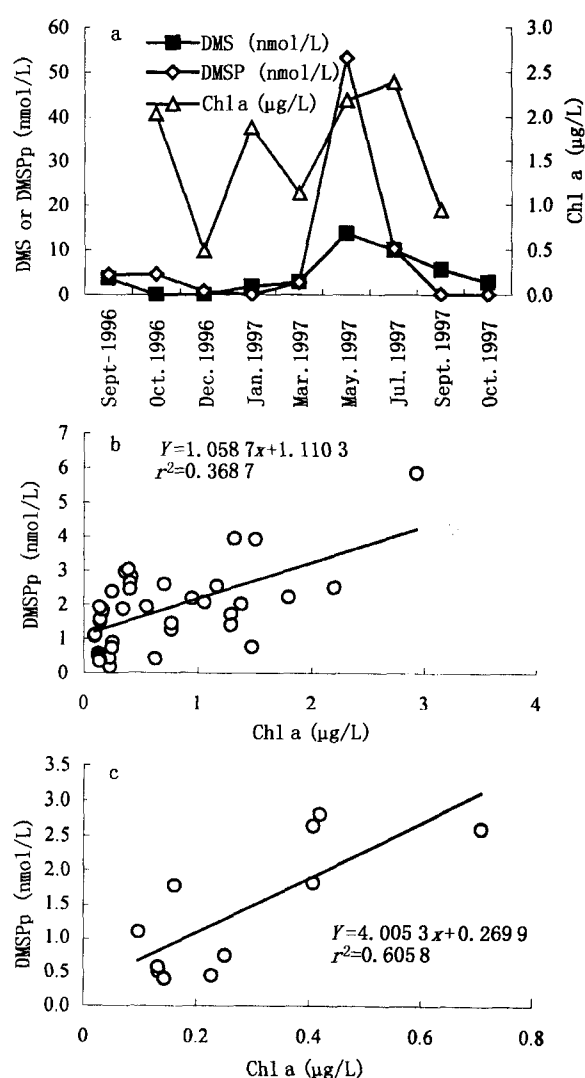 a
DMS (nmol/L)
DMSP (nmol/L)
Chl a (μg/L)
DMS or DMSPp (nmol/L)
60
50
40
30
20
10
0
3.0
2.5
2.0
1.5
1.0
0.5
0.0
Chl a (μg/L)
Sept-1996
Oct. 1996
Dec. 1996
Jan. 1997
Mar. 1997
May. 1997
Jul. 1997
Sept. 1997
Oct. 1997
b
Y=1.058 7x+1.110 3
r²=0.368 7
DMSPp (nmol/L)
7
6
5
4
3
2
1
0
0 1 2 3 4
Chl a (μg/L)
c
Y=4.005 3x+0.269 9
r²=0.605 8
DMSPp (nmol/L)
3.5
3.0
2.5
2.0
1.5
1.0
0.5
0.0
0 0.2 0.4 0.6 0.8
Chl a (μg/L)